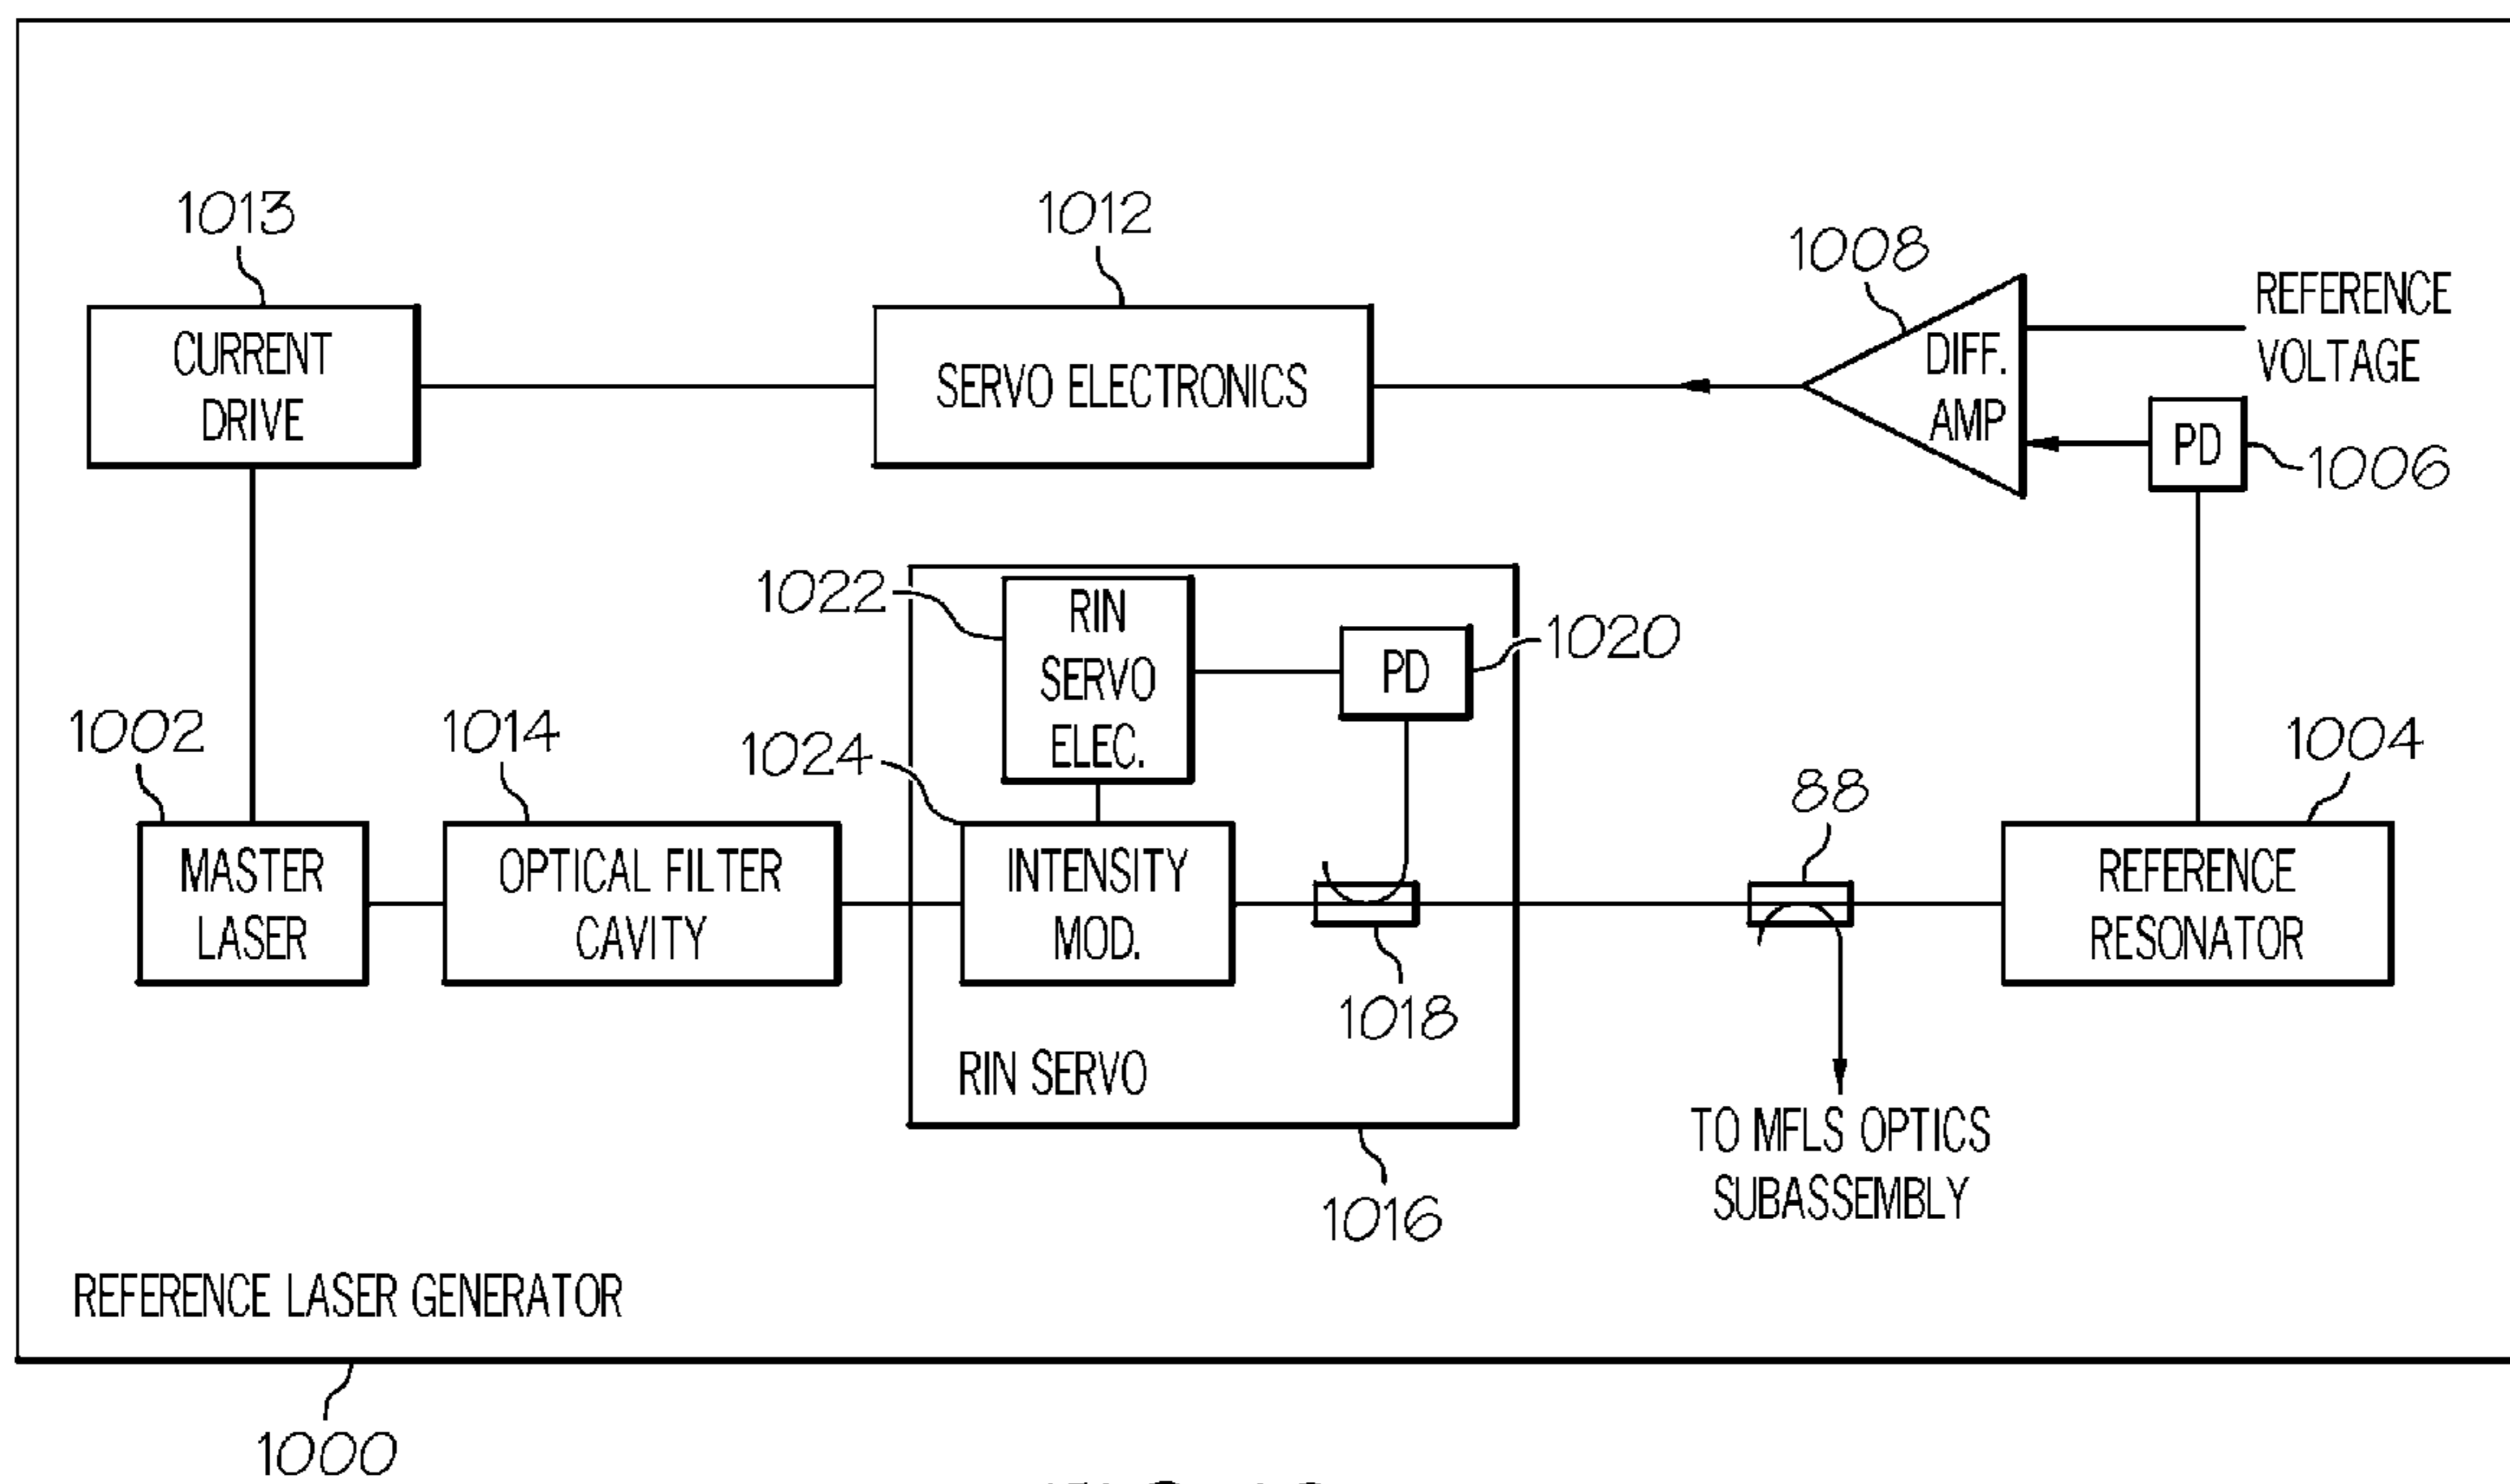 1013
1012
1008
REFERENCE
VOLTAGE
CURRENT
DRIVE
SERVO ELECTRONICS
DIFF.
AMP
PD
1006
1022
RIN
SERVO
ELEC.
PD
1020
1002
1014
1024
88
1004
MASTER
LASER
OPTICAL FILTER
CAVITY
INTENSITY
MOD.
REFERENCE
RESONATOR
1018
RIN SERVO
TO MFLS OPTICS
SUBASSEMBLY
1016
REFERENCE LASER GENERATOR
1000